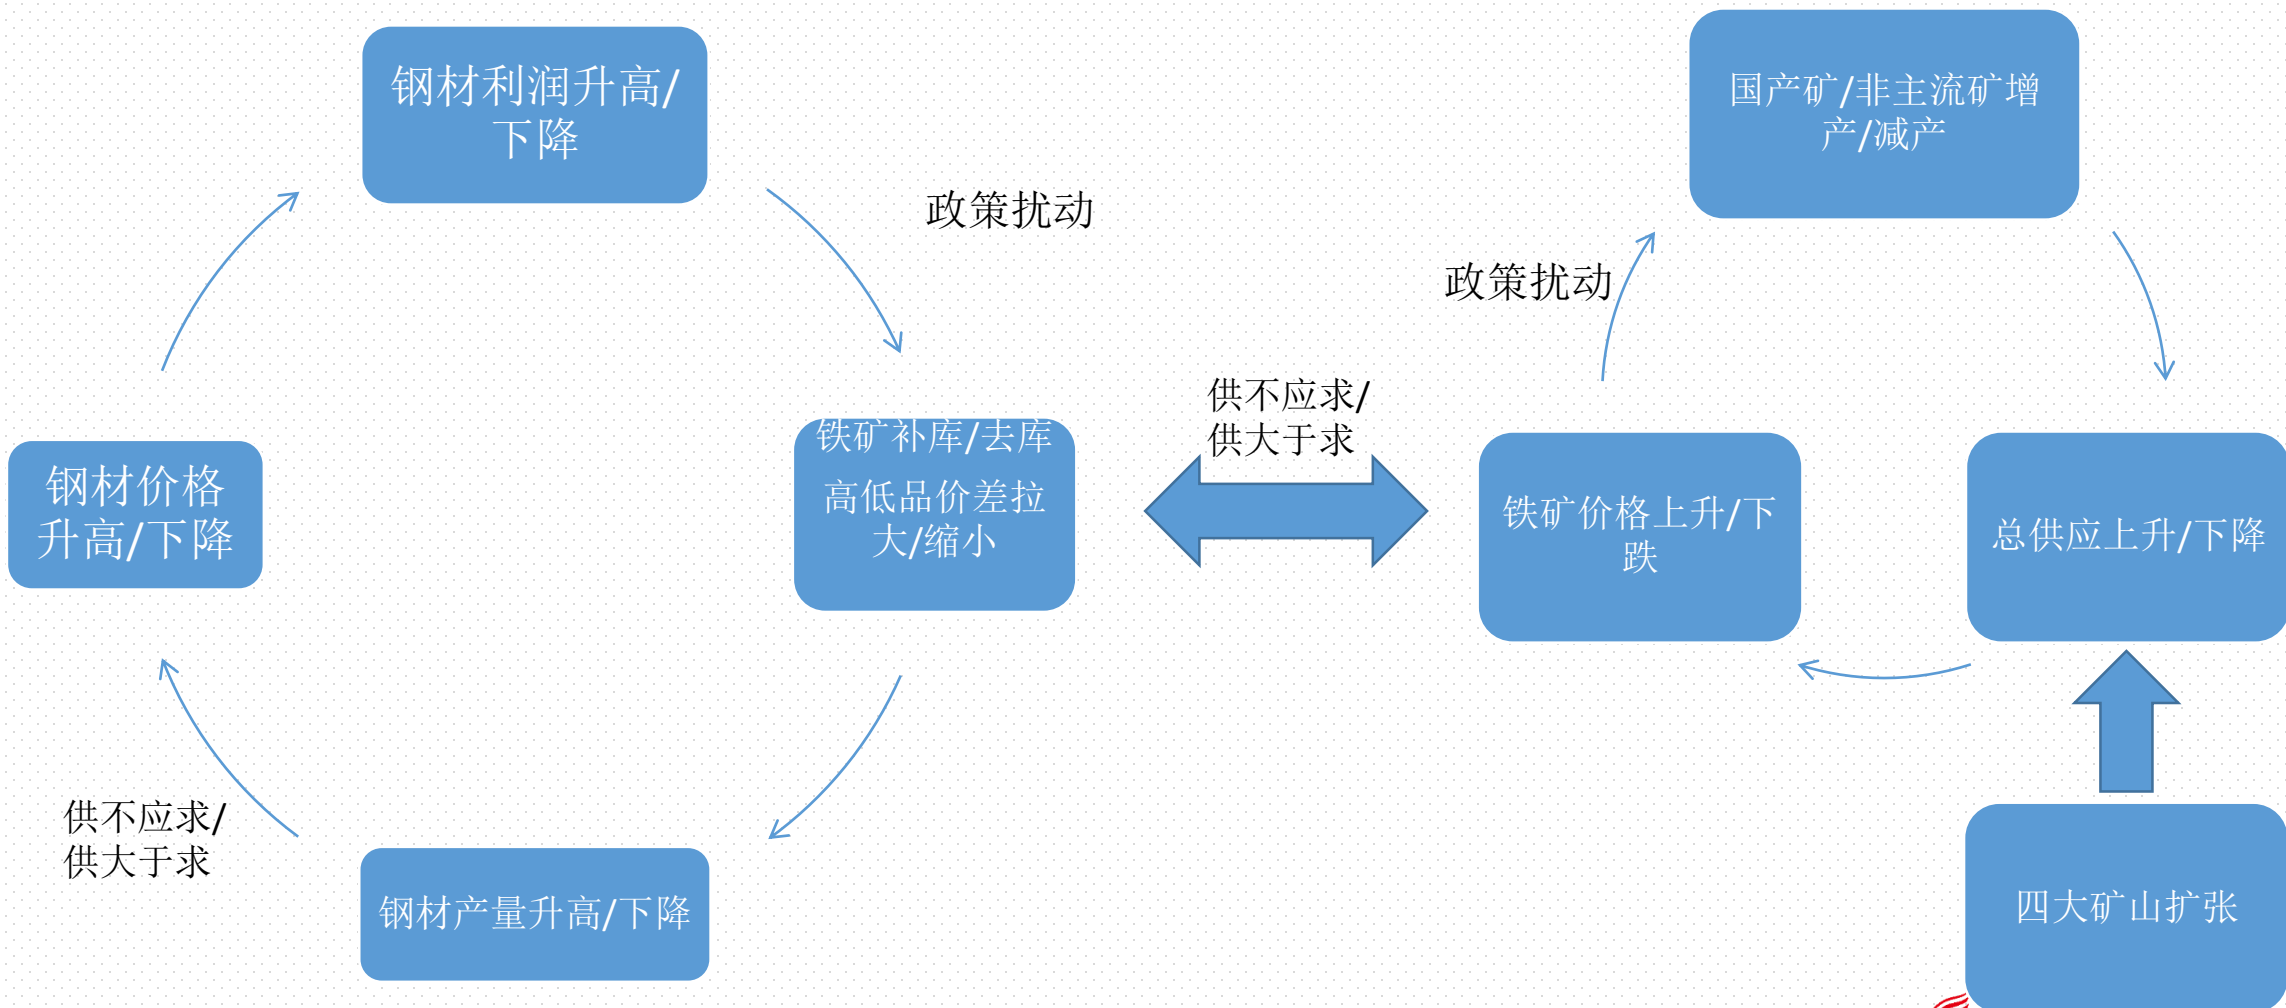 钢材利润升高/
下降
政策扰动
钢材价格
升高/下降
铁矿补库/去库
高低品价差拉
大/缩小
供不应求/
供大于求
钢材产量升高/下降
供不应求/
供大于求
国产矿/非主流矿增
产/减产
政策扰动
铁矿价格上升/下
跌
总供应上升/下降
四大矿山扩张